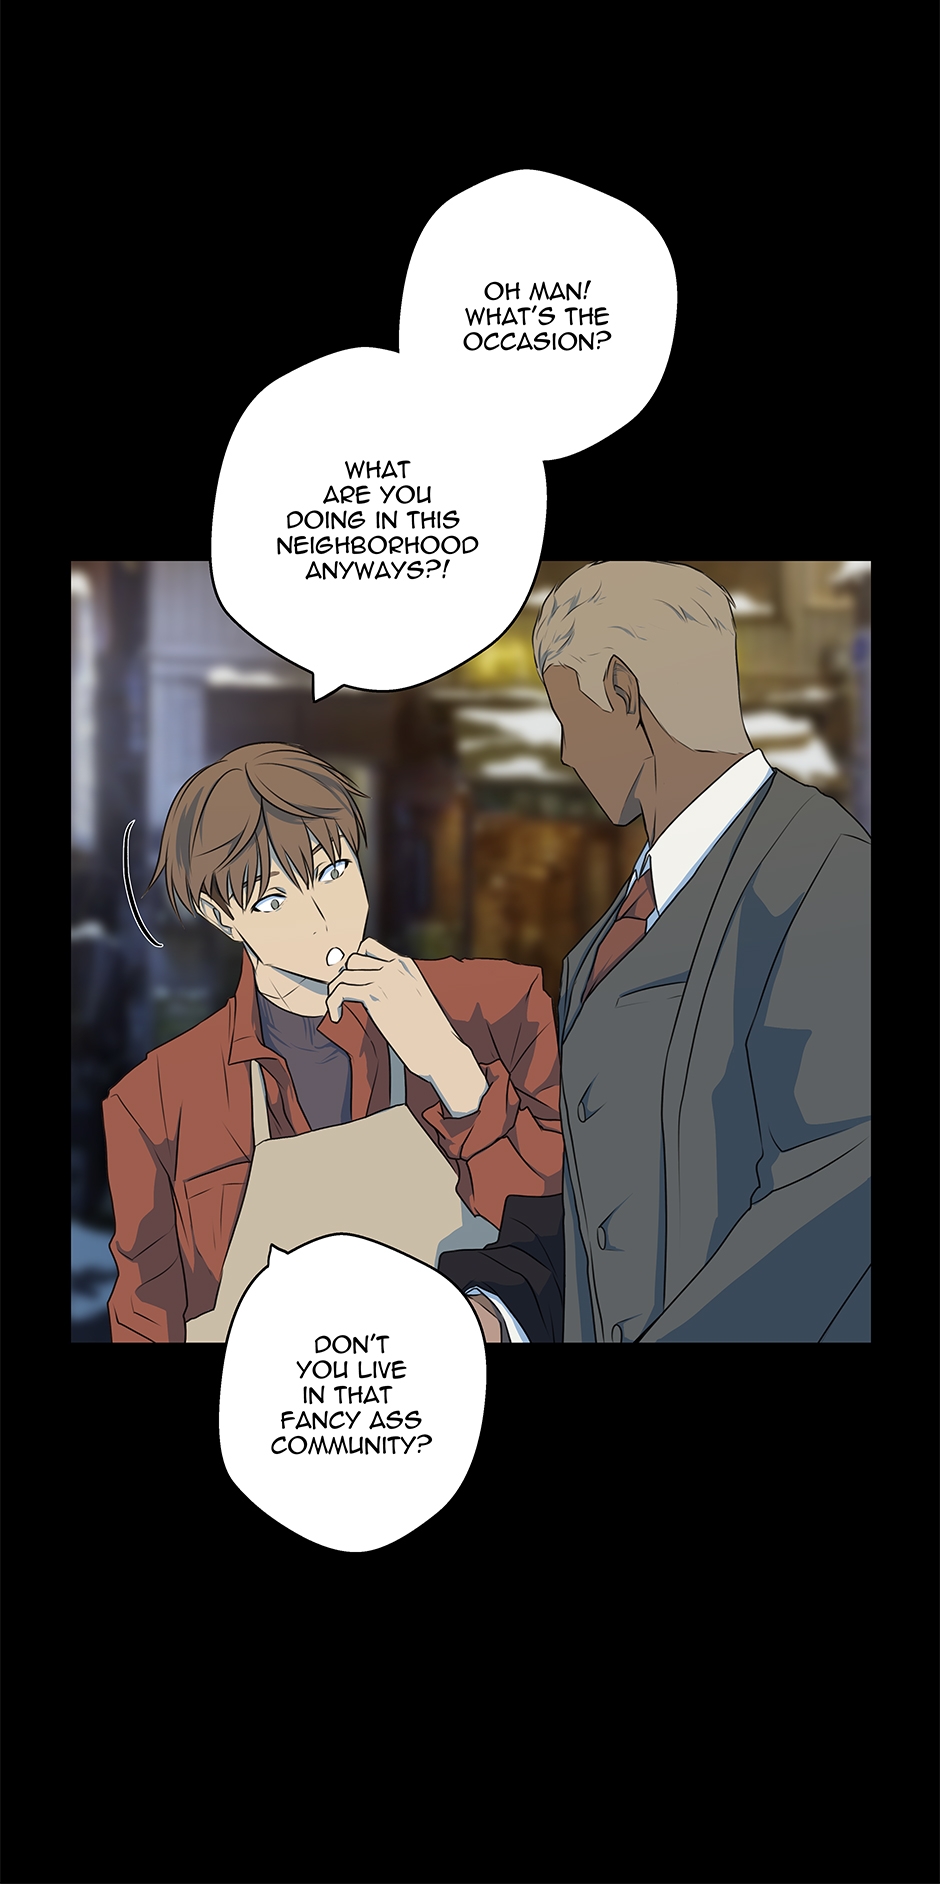 OH MAN!
WHAT'S THE
OCCASION?
WHAT
ARE YOU
DOING IN THIS
NEIGHBORHOOD
ANYWAYS?!
DON'T
YOU LIVE
IN THAT
FANCY ASS
COMMUNITY?